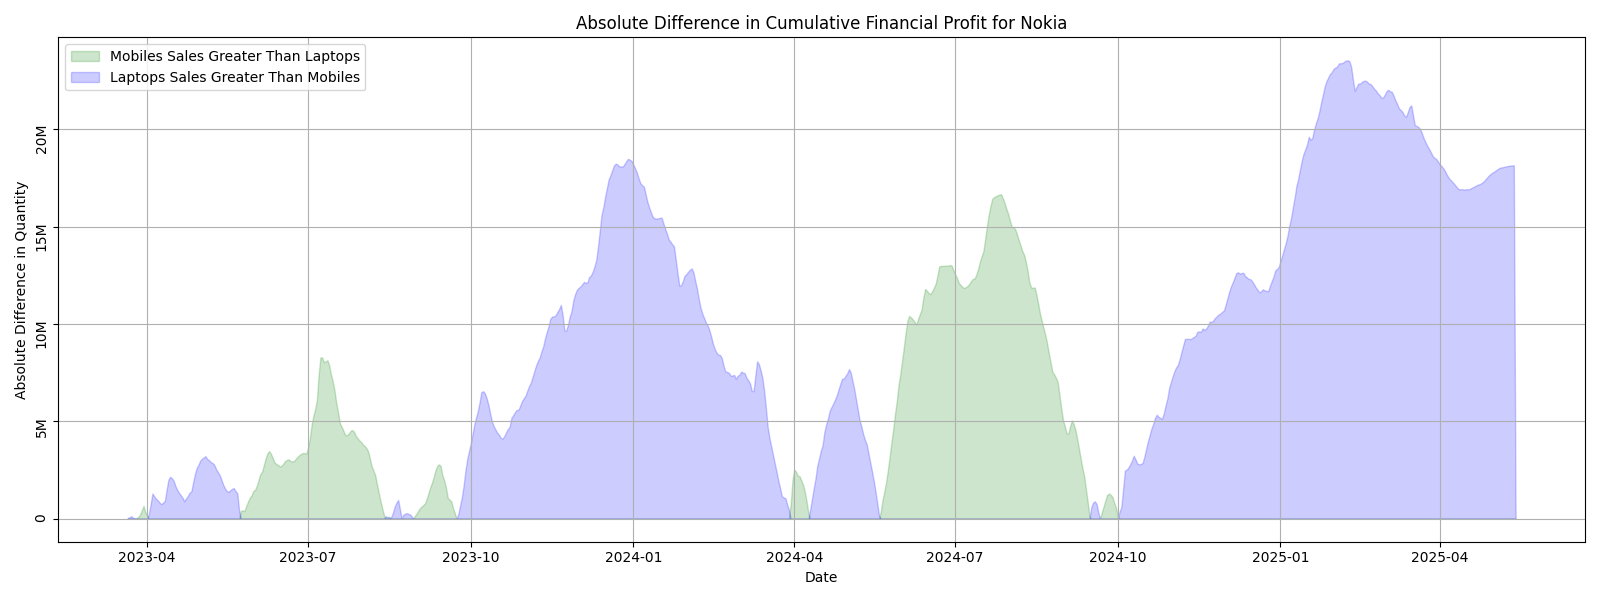 Absolute Difference in Cumulative Financial Profit for Nokia
Mobiles Sales Greater Than Laptops
Laptops Sales Greater Than Mobiles
Absolute Difference in Quantity
20M
15M
10M
5M
0
2023-04
2023-07
2023-10
2024-01
2024-04
2024-07
2024-10
2025-01
2025-04
Date